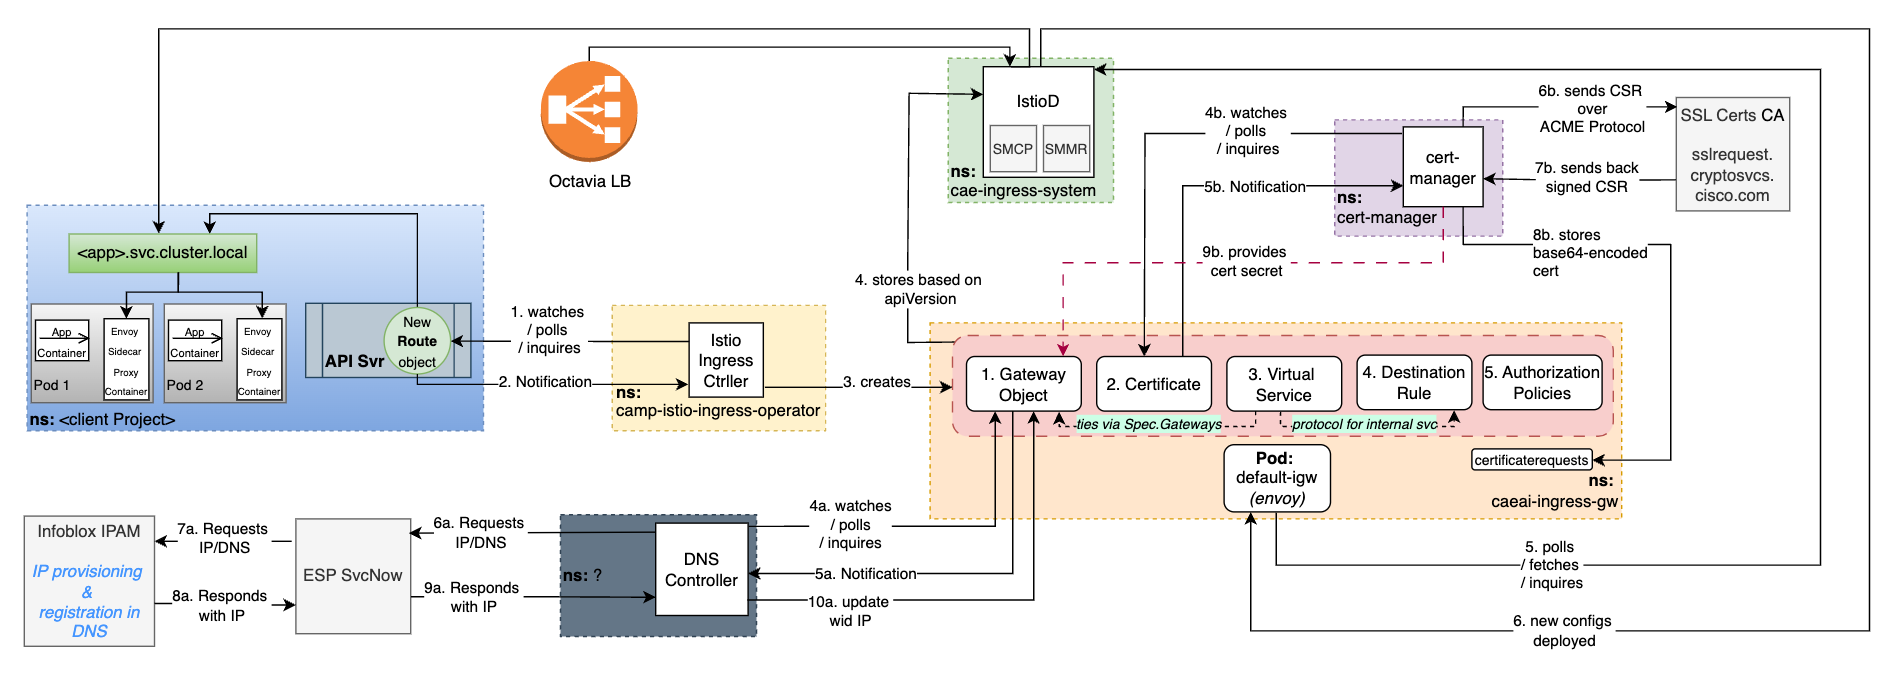 Octavia LB
IstioD
SMCP
SMMR
ns:
cae-ingress-system
4b. watches
/ polls
/ inquires
5b. Notification
cert-
manager
ns:
cert-manager
6b. sends CSR
over
ACME Protocol
7b. sends back
signed CSR
SSL Certs CA
sslrequest.
cryptosvcs.
cisco.com
8b. stores
base64-encoded
cert
9b. provides
cert secret
4. stores based on
apiVersion
<app>.svc.cluster.local
App
Container
Pod 1
Envoy
Sidecar
Proxy
Container
App
Container
Pod 2
Envoy
Sidecar
Proxy
Container
API Svr
New
Route
object
ns: <client Project>
1. watches
/ polls
/ inquires
2. Notification
Istio
Ingress
Ctrller
ns:
camp-istio-ingress-operator
3. creates
1. Gateway
Object
2. Certificate
3. Virtual
Service
4. Destination
Rule
5. Authorization
Policies
ties via Spec.Gateways
protocol for internal svc
Pod:
default-igw
(envoy)
certificaterequests
ns:
caeai-ingress-gw
Infoblox IPAM
IP provisioning
&
registration in
DNS
7a. Requests
IP/DNS
8a. Responds
with IP
ESP SvcNow
6a. Requests
IP/DNS
9a. Responds
with IP
ns: ?
DNS
Controller
4a. watches
/ polls
/ inquires
5a. Notification
10a. update
wid IP
5. polls
/ fetches
/ inquires
6. new configs
deployed